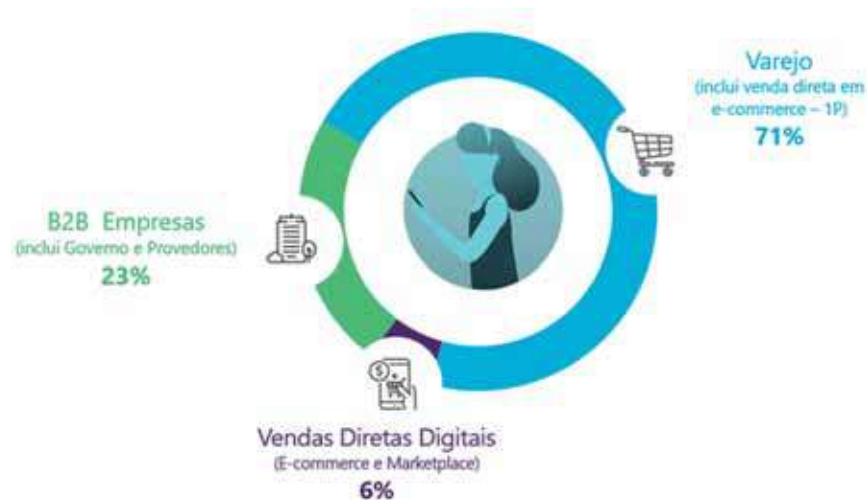 Varejo
(inclui venda direta em
e-commerce – 1P)
71%
B2B Empresas
(inclui Governo e Provedores)
23%
$
Vendas Diretas Digitais
(E-commerce e Marketplace)
6%